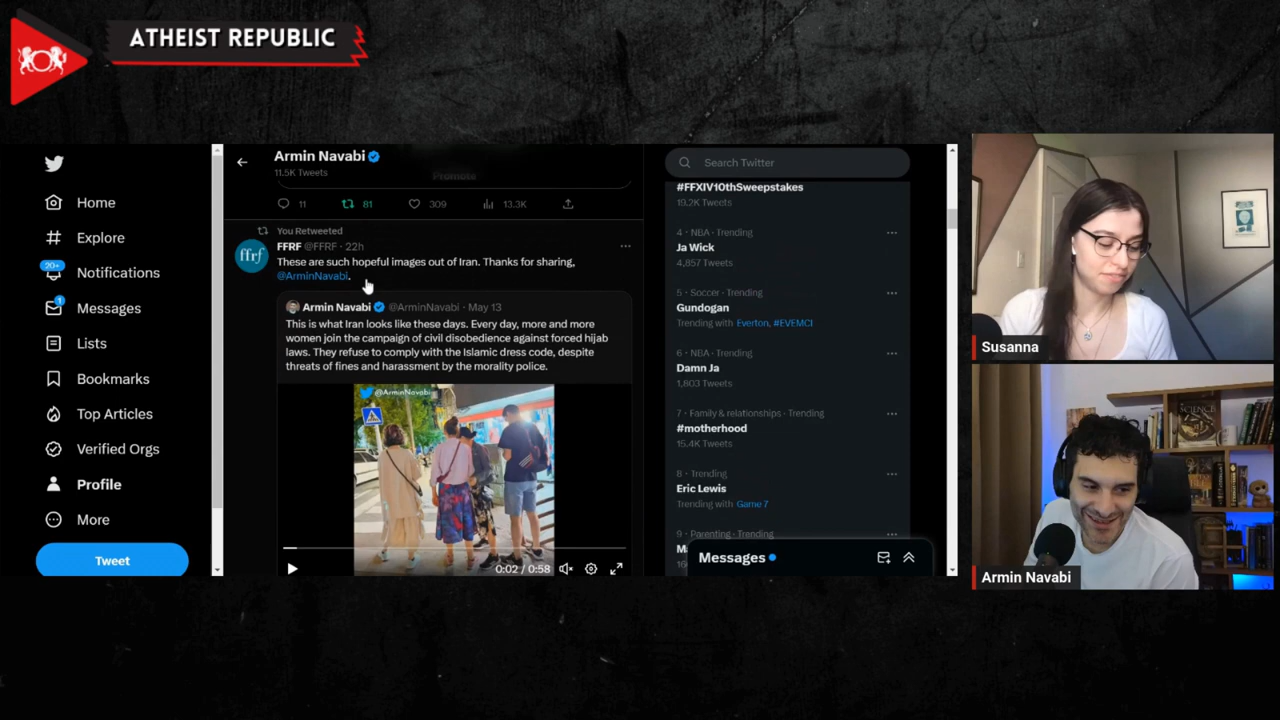 ATHEIST REPUBLIC
Home
Explore
20+
Notifications
1
Messages
Lists
Bookmarks
Top Articles
Verified Orgs
Profile
More
Tweet
Armin Navabi
11.5K Tweets
Promote
11
81
309
13.3K
You Retweeted
ffrf
FFRF @FFRF · 22h
These are such hopeful images out of Iran. Thanks for sharing,
@ArminNavabi.
Armin Navabi @ArminNavabi · May 13
This is what Iran looks like these days. Every day, more and more
women join the campaign of civil disobedience against forced hijab
laws. They refuse to comply with the Islamic dress code, despite
threats of fines and harassment by the morality police.
@ArminNavabi
0:02 / 0:58
Search Twitter
#FFXIV10thSweepstakes
19.2K Tweets
4 · NBA · Trending
Ja Wick
4,857 Tweets
5 · Soccer · Trending
Gundogan
Trending with Everton, #EVEMCI
6 · NBA · Trending
Damn Ja
1,803 Tweets
7 · Family & relationships · Trending
#motherhood
15.4K Tweets
8 · Trending
Eric Lewis
Trending with Game 7
9 · Parenting · Trending
Messages
Susanna
SCIENCE
Armin Navabi